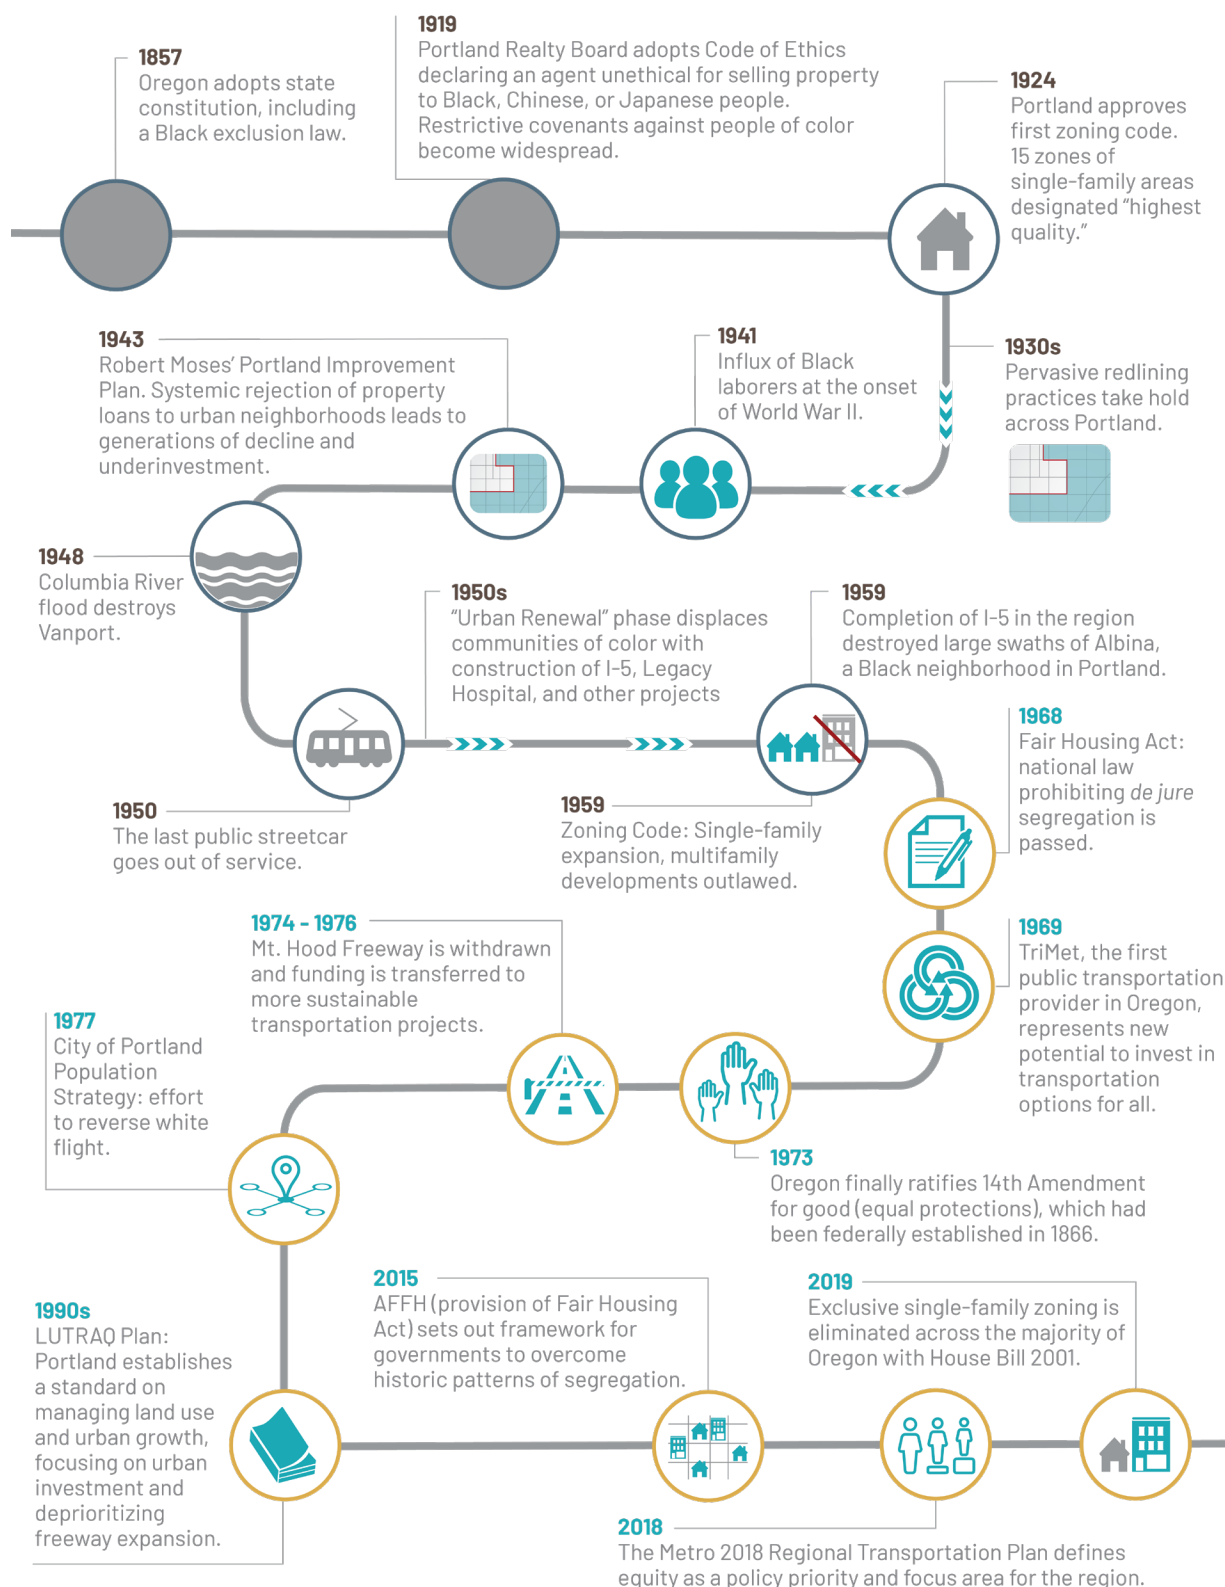 1857
Oregon adopts state
constitution, including
a Black exclusion law.
1919
Portland Realty Board adopts Code of Ethics
declaring an agent unethical for selling property
to Black, Chinese, or Japanese people.
Restrictive covenants against people of color
become widespread.
1924
Portland approves
first zoning code.
15 zones of
single-family areas
designated “highest
quality.”
1930s
Pervasive redlining
practices take hold
across Portland.
1941
Influx of Black
laborers at the onset
of World War II.
1943
Robert Moses’ Portland Improvement
Plan. Systemic rejection of property
loans to urban neighborhoods leads to
generations of decline and
underinvestment.
1948
Columbia River
flood destroys
Vanport.
1950
The last public streetcar
goes out of service.
1950s
“Urban Renewal” phase displaces
communities of color with
construction of I-5, Legacy
Hospital, and other projects
1959
Completion of I-5 in the region
destroyed large swaths of Albina,
a Black neighborhood in Portland.
1959
Zoning Code: Single-family
expansion, multifamily
developments outlawed.
1968
Fair Housing Act:
national law
prohibiting de jure
segregation is
passed.
1969
TriMet, the first
public transportation
provider in Oregon,
represents new
potential to invest in
transportation
options for all.
1973
Oregon finally ratifies 14th Amendment
for good (equal protections), which had
been federally established in 1866.
1974 - 1976
Mt. Hood Freeway is withdrawn
and funding is transferred to
more sustainable
transportation projects.
1977
City of Portland
Population
Strategy: effort
to reverse white
flight.
1990s
LUTRAQ Plan:
Portland establishes
a standard on
managing land use
and urban growth,
focusing on urban
investment and
deprioritizing
freeway expansion.
2015
AFFH (provision of Fair Housing
Act) sets out framework for
governments to overcome
historic patterns of segregation.
2018
The Metro 2018 Regional Transportation Plan defines
equity as a policy priority and focus area for the region.
2019
Exclusive single-family zoning is
eliminated across the majority of
Oregon with House Bill 2001.